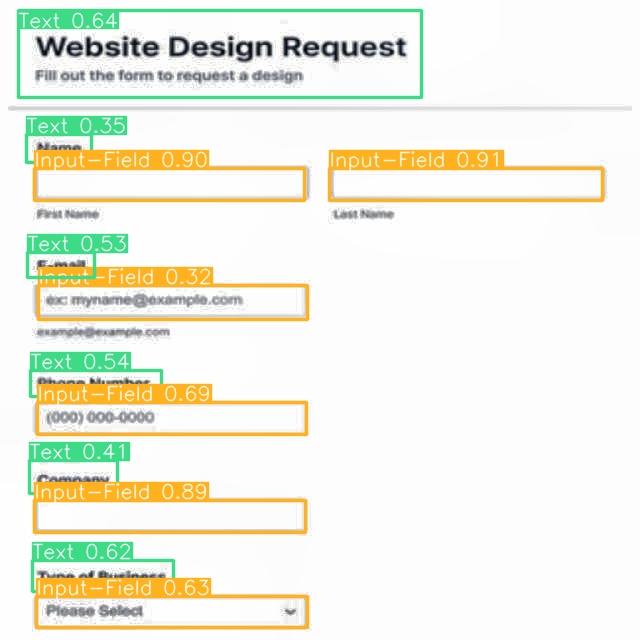 Text 0.64
Website Design Request
Fill out the form to request a design
Text 0.35
Name
Input-Field 0.90
Input-Field 0.91
First Name
Last Name
Text 0.53
E-mail
Input-Field 0.32
ex: myname@example.com
example@example.com
Text 0.54
Phone Number
Input-Field 0.69
(000) 000-0000
Text 0.41
Company
Input-Field 0.89
Text 0.62
Type of Business
Input-Field 0.63
Please Select